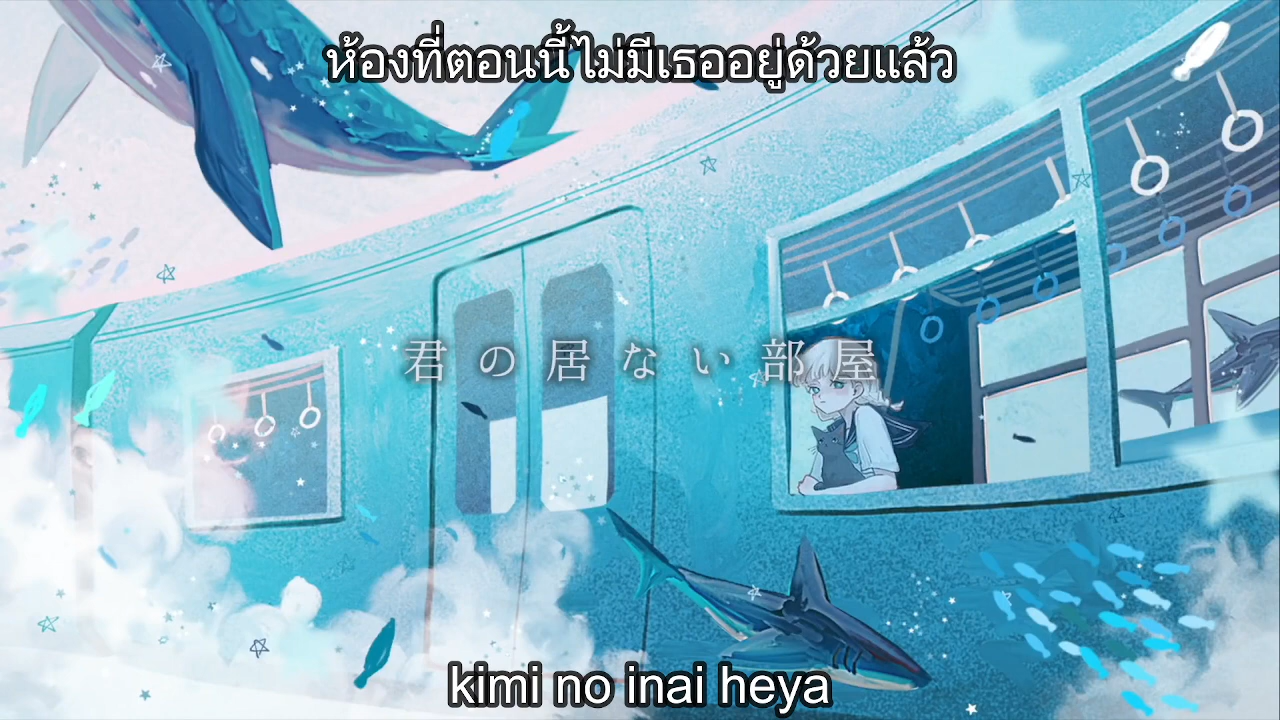 ห้องที่ตอนนี้ไม่มีเธออยู่ด้วยแล้ว
君の居ない部屋
kimi no inai heya